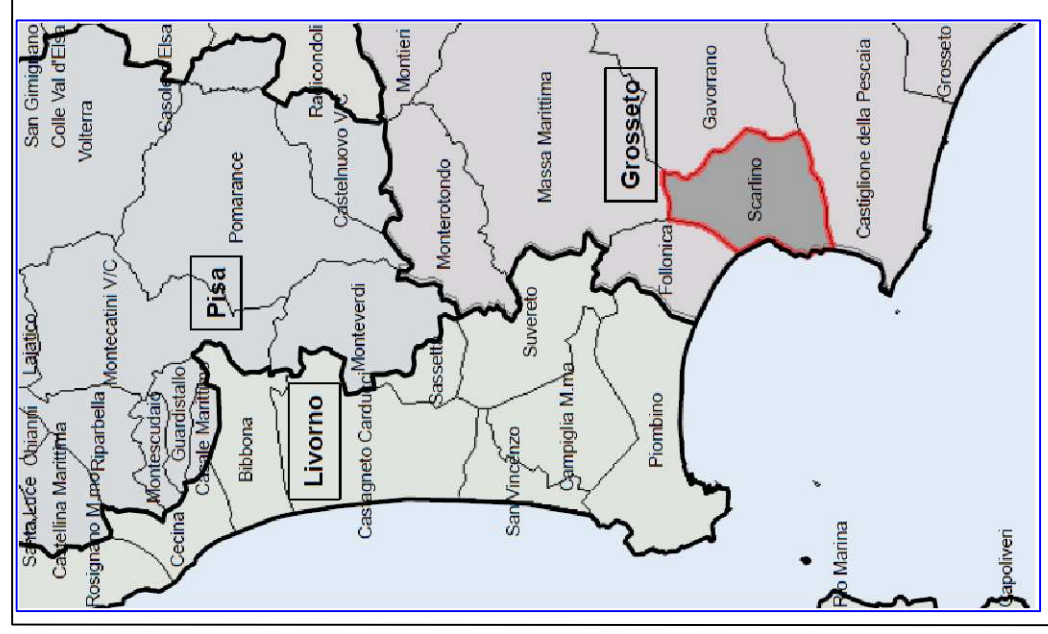 San Gimignano
Colle Val d'Elsa
Volterra
Casole Elsa
Radicondoli
Montieri
Castelnuovo V/C
Pomarance
Lajatico
Montecatini V/C
Pisa
Monteverdi
Monterotondo
Massa Marittima
Grosseto
Gavorrano
Scarlino
Castiglione della Pescaia
Grosseto
Follonica
Santa Luce
Chianni
Castellina Marittima
Riparbella
Rosignano M.mo
Montescudaio
Guardistallo
Casale Marittimo
Cecina
Bibbona
Livorno
Castagneto Carducci
Sassetta
Suvereto
San Vincenzo
Campiglia M.ma
Piombino
Rio Marina
Capoliveri